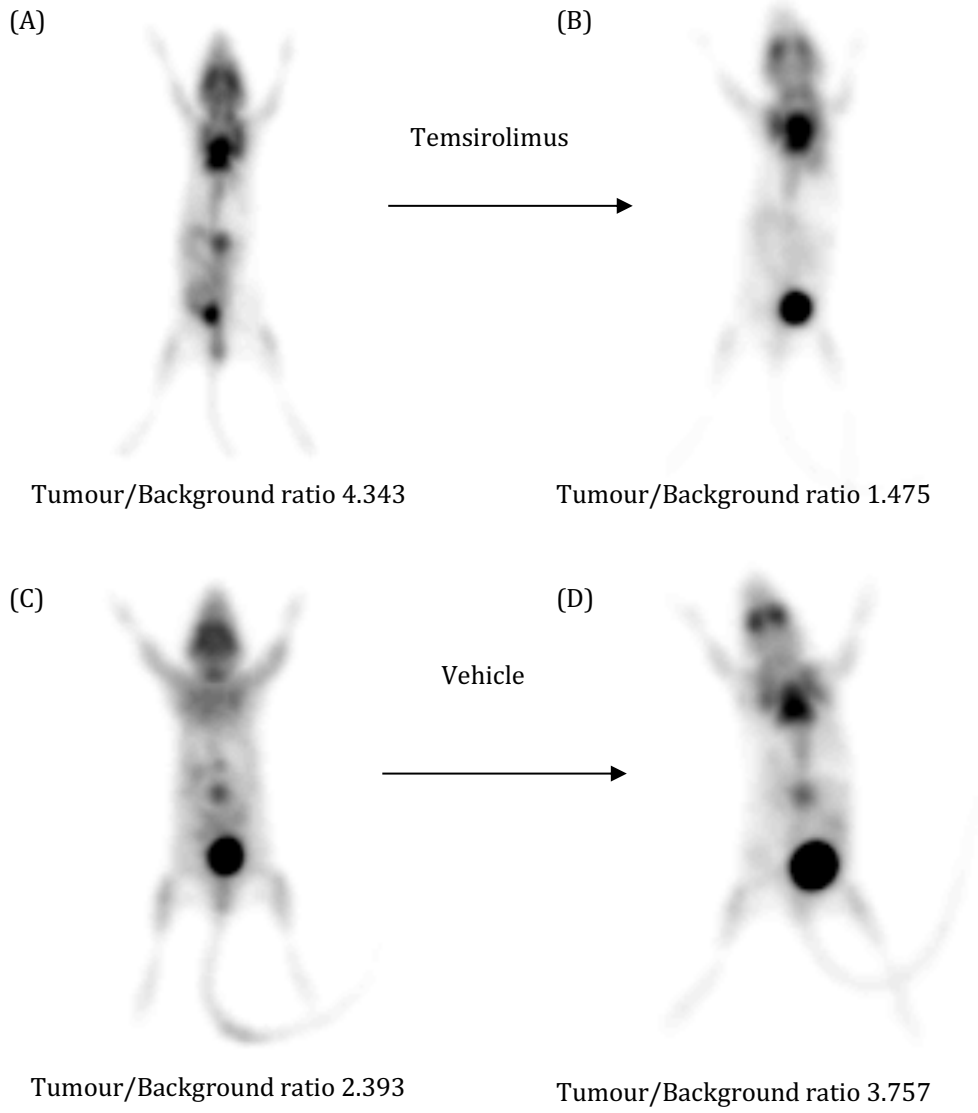 (A)
(B)
Temsirolimus
Tumour/Background ratio 4.343
Tumour/Background ratio 1.475
(C)
(D)
Vehicle
Tumour/Background ratio 2.393
Tumour/Background ratio 3.757